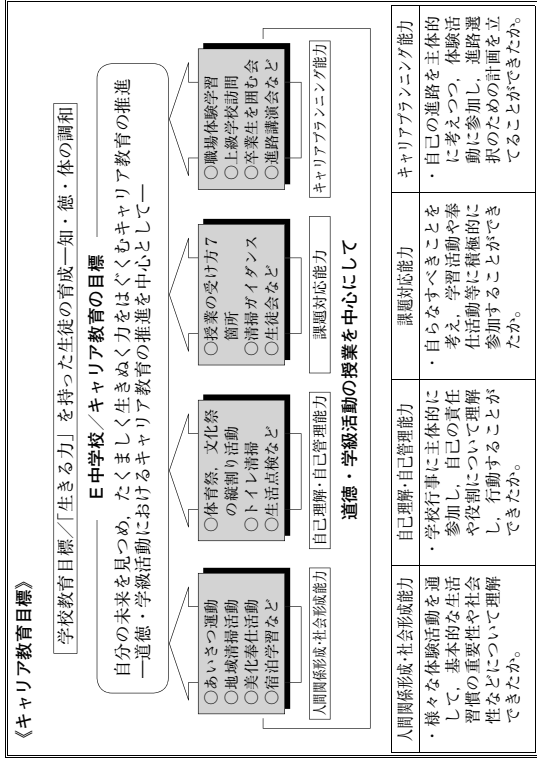 《キャリア教育目標》
学校教育目標／「生きる力」を持った生徒の育成―知・徳・体の調和
E中学校／キャリア教育の目標
自分の未来を見つめ，たくましく生きぬく力をはぐくむキャリア教育の推進
―道徳・学級活動におけるキャリア教育の推進を中心として―
○あいさつ運動
○地域清掃活動
○美化奉仕活動
○宿泊学習など
人間関係形成・社会形成能力
○体育祭，文化祭
の縦割り活動
○トイレ清掃
○生活点検など
自己理解・自己管理能力
○授業の受け方7
箇所
○清掃ガイダンス
○生徒会など
課題対応能力
○職場体験学習
○上級学校訪問
○卒業生を囲む会
○進路講演会など
キャリアプランニング能力
道徳・学級活動の授業を中心にして
人間関係形成・社会形成能力
・様々な体験活動を通
して，基本的な生活
習慣の重要性や社会
性などについて理解
できたか。
自己理解・自己管理能力
・学校行事に主体的に
参加し，自己の責任
や役割について理解
し，行動することが
できたか。
課題対応能力
・自らなすべきことを
考え，学習活動や奉
仕活動等に積極的に
参加することができ
たか。
キャリアプランニング能力
・自己の進路を主体的
に考えつつ，体験活
動に参加し，進路選
択のための計画を立
てることができたか。